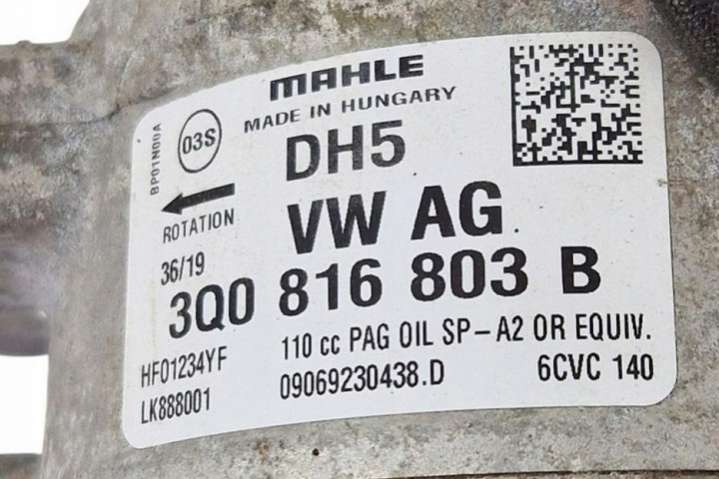 MAHLE
MADE IN HUNGARY
BP01N00A
03S
DH5
ROTATION
VW AG
36/19
3Q0 816 803 B
HF01234YF
110 cc PAG OIL SP-A2 OR EQUIV.
LK888001
09069230438.D
6CVC 140